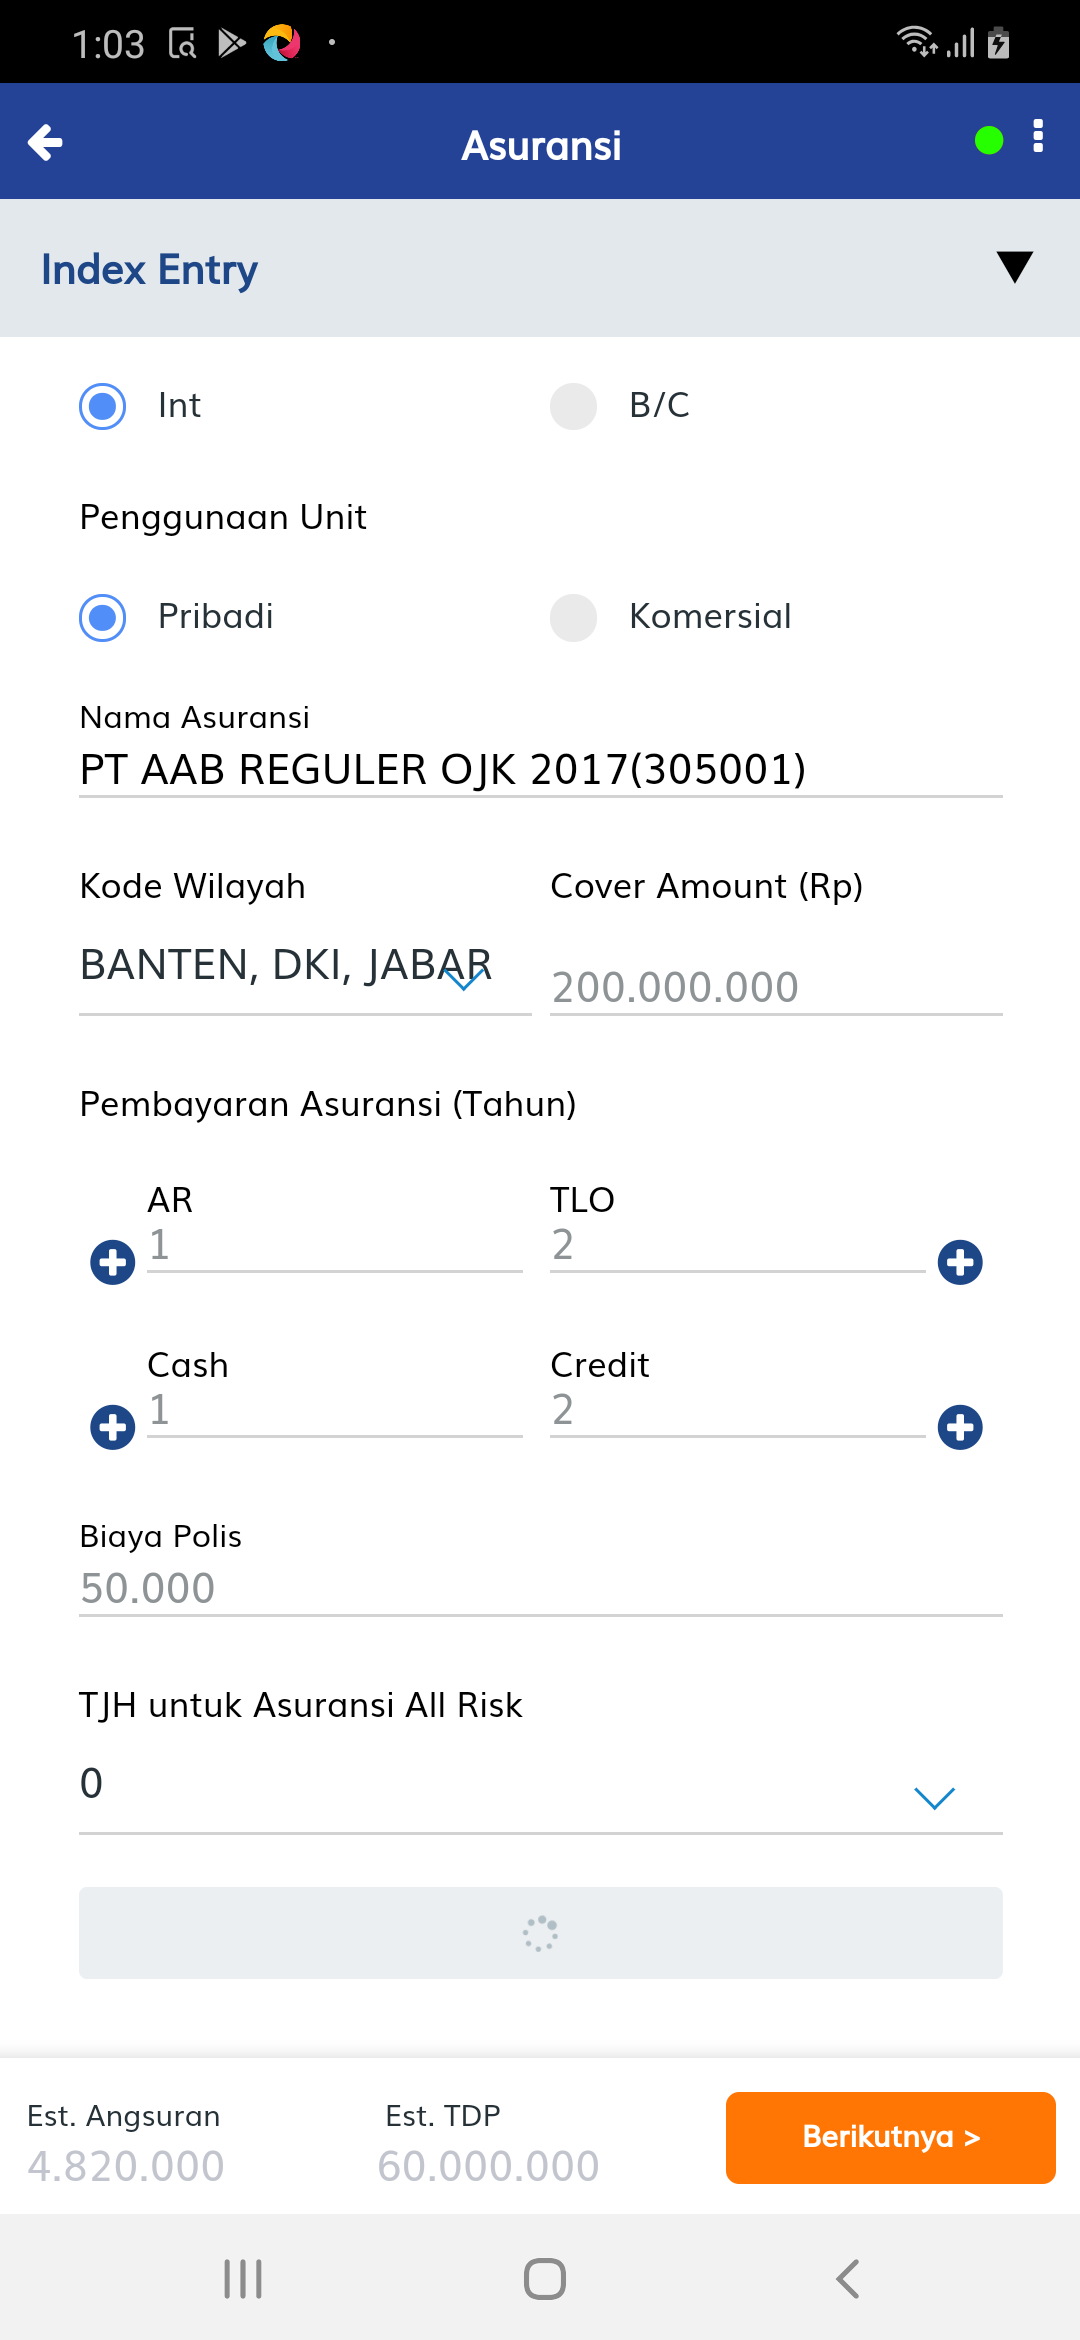 1:03
Asuransi
Index Entry
Int
B/C
Penggunaan Unit
Pribadi
Komersial
Nama Asuransi
PT AAB REGULER OJK 2017(305001)
Kode Wilayah
Cover Amount (Rp)
BANTEN, DKI, JABAR
200.000.000
Pembayaran Asuransi (Tahun)
AR
TLO
1
2
Cash
Credit
1
2
Biaya Polis
50.000
TJH untuk Asuransi All Risk
0
Est. Angsuran
Est. TDP
4.820.000
60.000.000
Berikutnya >